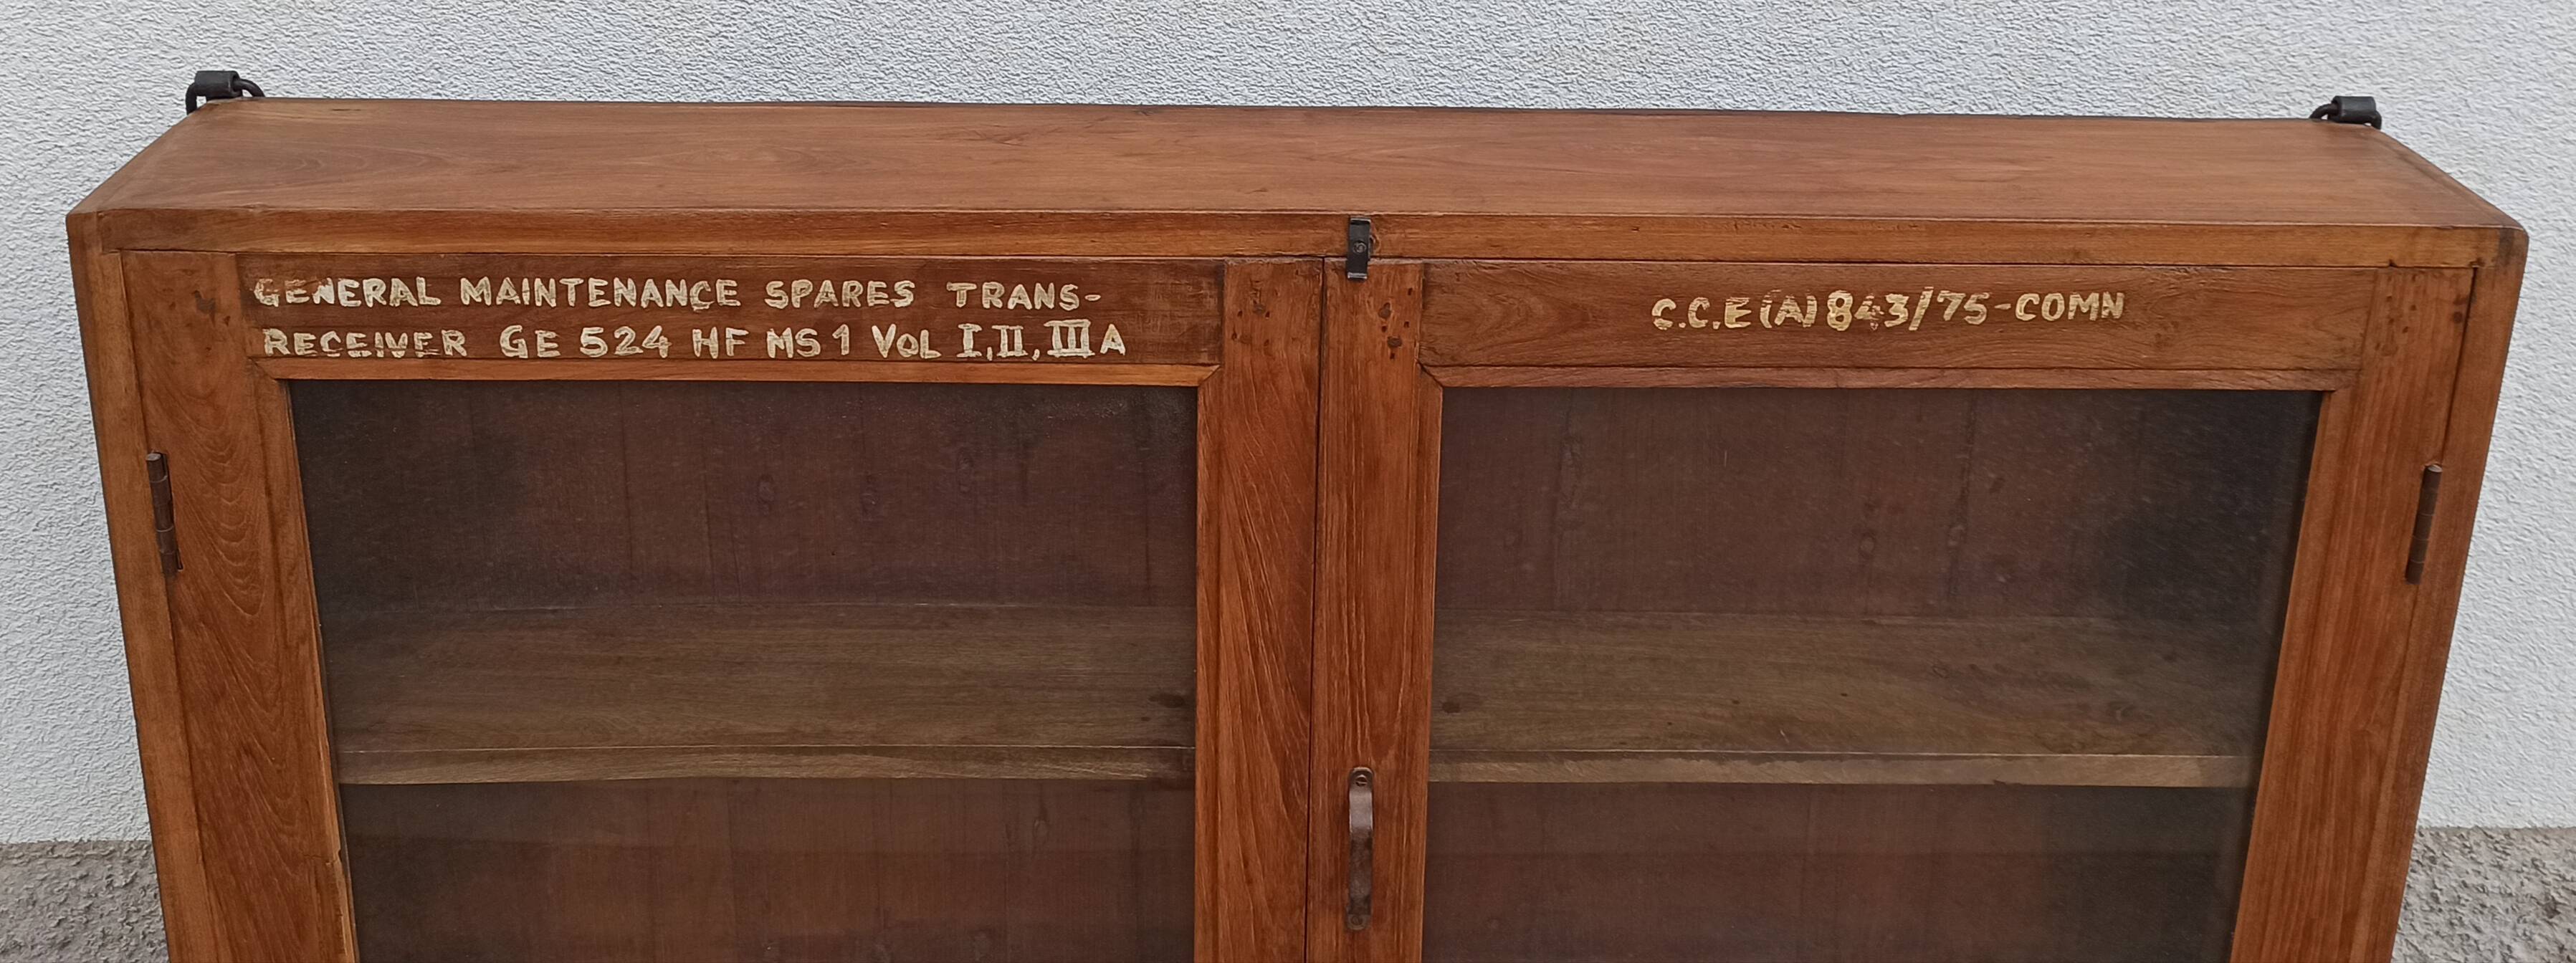 GENERAL MAINTENANCE SPARES TRANS-
RECEIVER GE 524 HF MS 1 VOL I,II,III A
C.C.E(A) 843/75-COMN